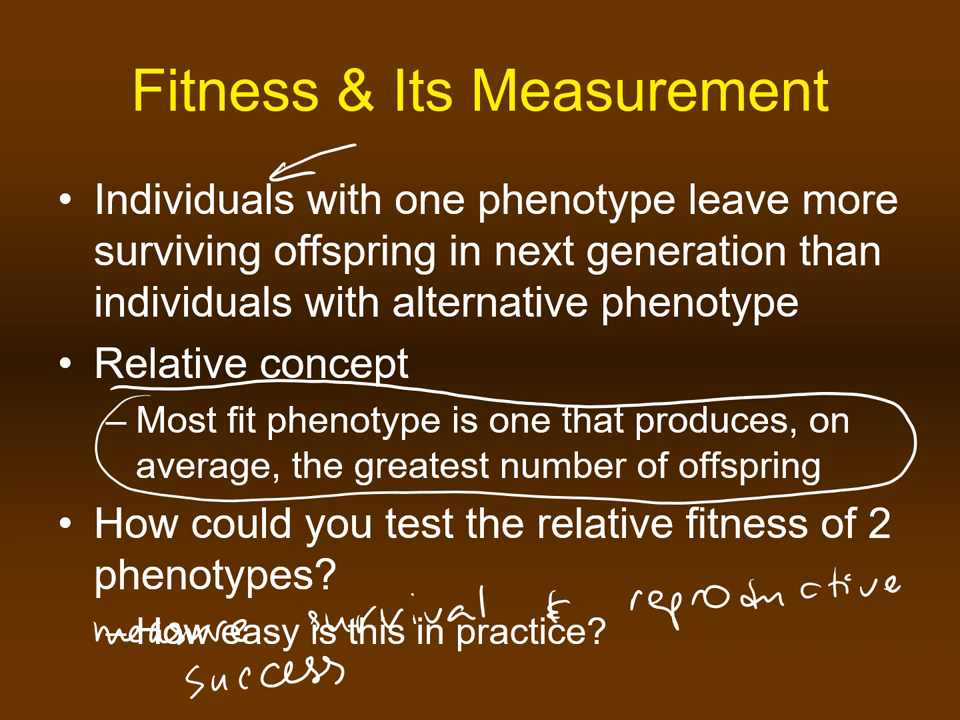 Fitness & Its Measurement
• Individuals with one phenotype leave more
surviving offspring in next generation than
individuals with alternative phenotype
• Relative concept
– Most fit phenotype is one that produces, on
average, the greatest number of offspring
• How could you test the relative fitness of 2
phenotypes?
measure survival & reproductive
– How easy is this in practice?
success